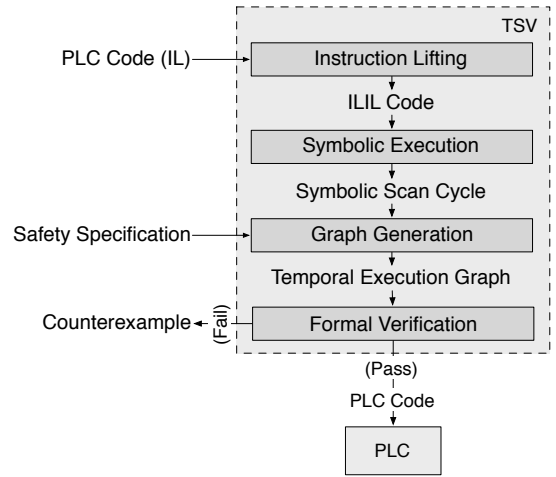 TSV
PLC Code (IL)
Instruction Lifting
ILIL Code
Symbolic Execution
Symbolic Scan Cycle
Safety Specification
Graph Generation
Temporal Execution Graph
Counterexample
(Fail)
Formal Verification
(Pass)
PLC Code
PLC